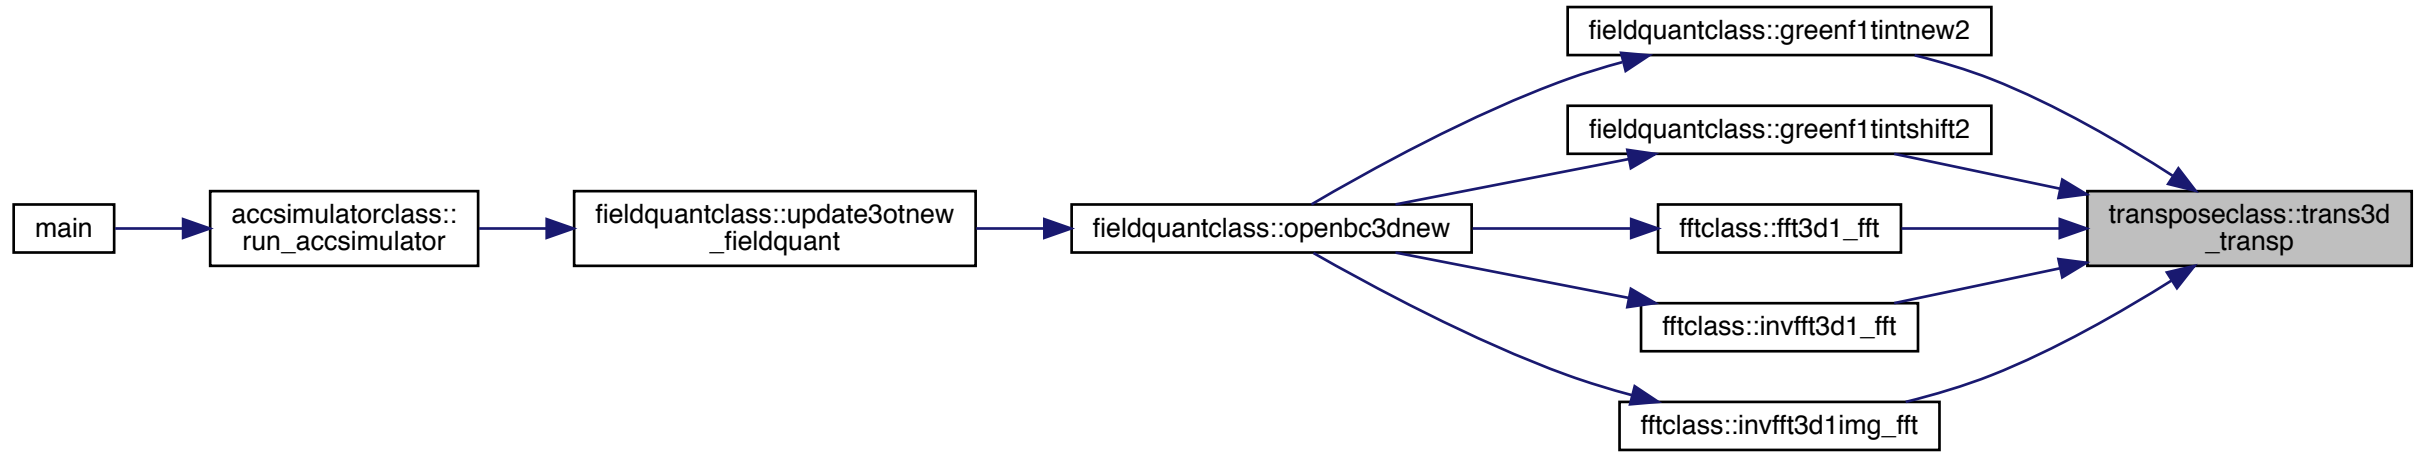 main
accsimulatorclass::
run_accsimulator
fieldquantclass::update3otnew
_fieldquant
fieldquantclass::openbc3dnew
fieldquantclass::greenf1tintnew2
fieldquantclass::greenf1tintshift2
fftclass::fft3d1_fft
fftclass::invfft3d1_fft
fftclass::invfft3d1img_fft
transposeclass::trans3d
_transp